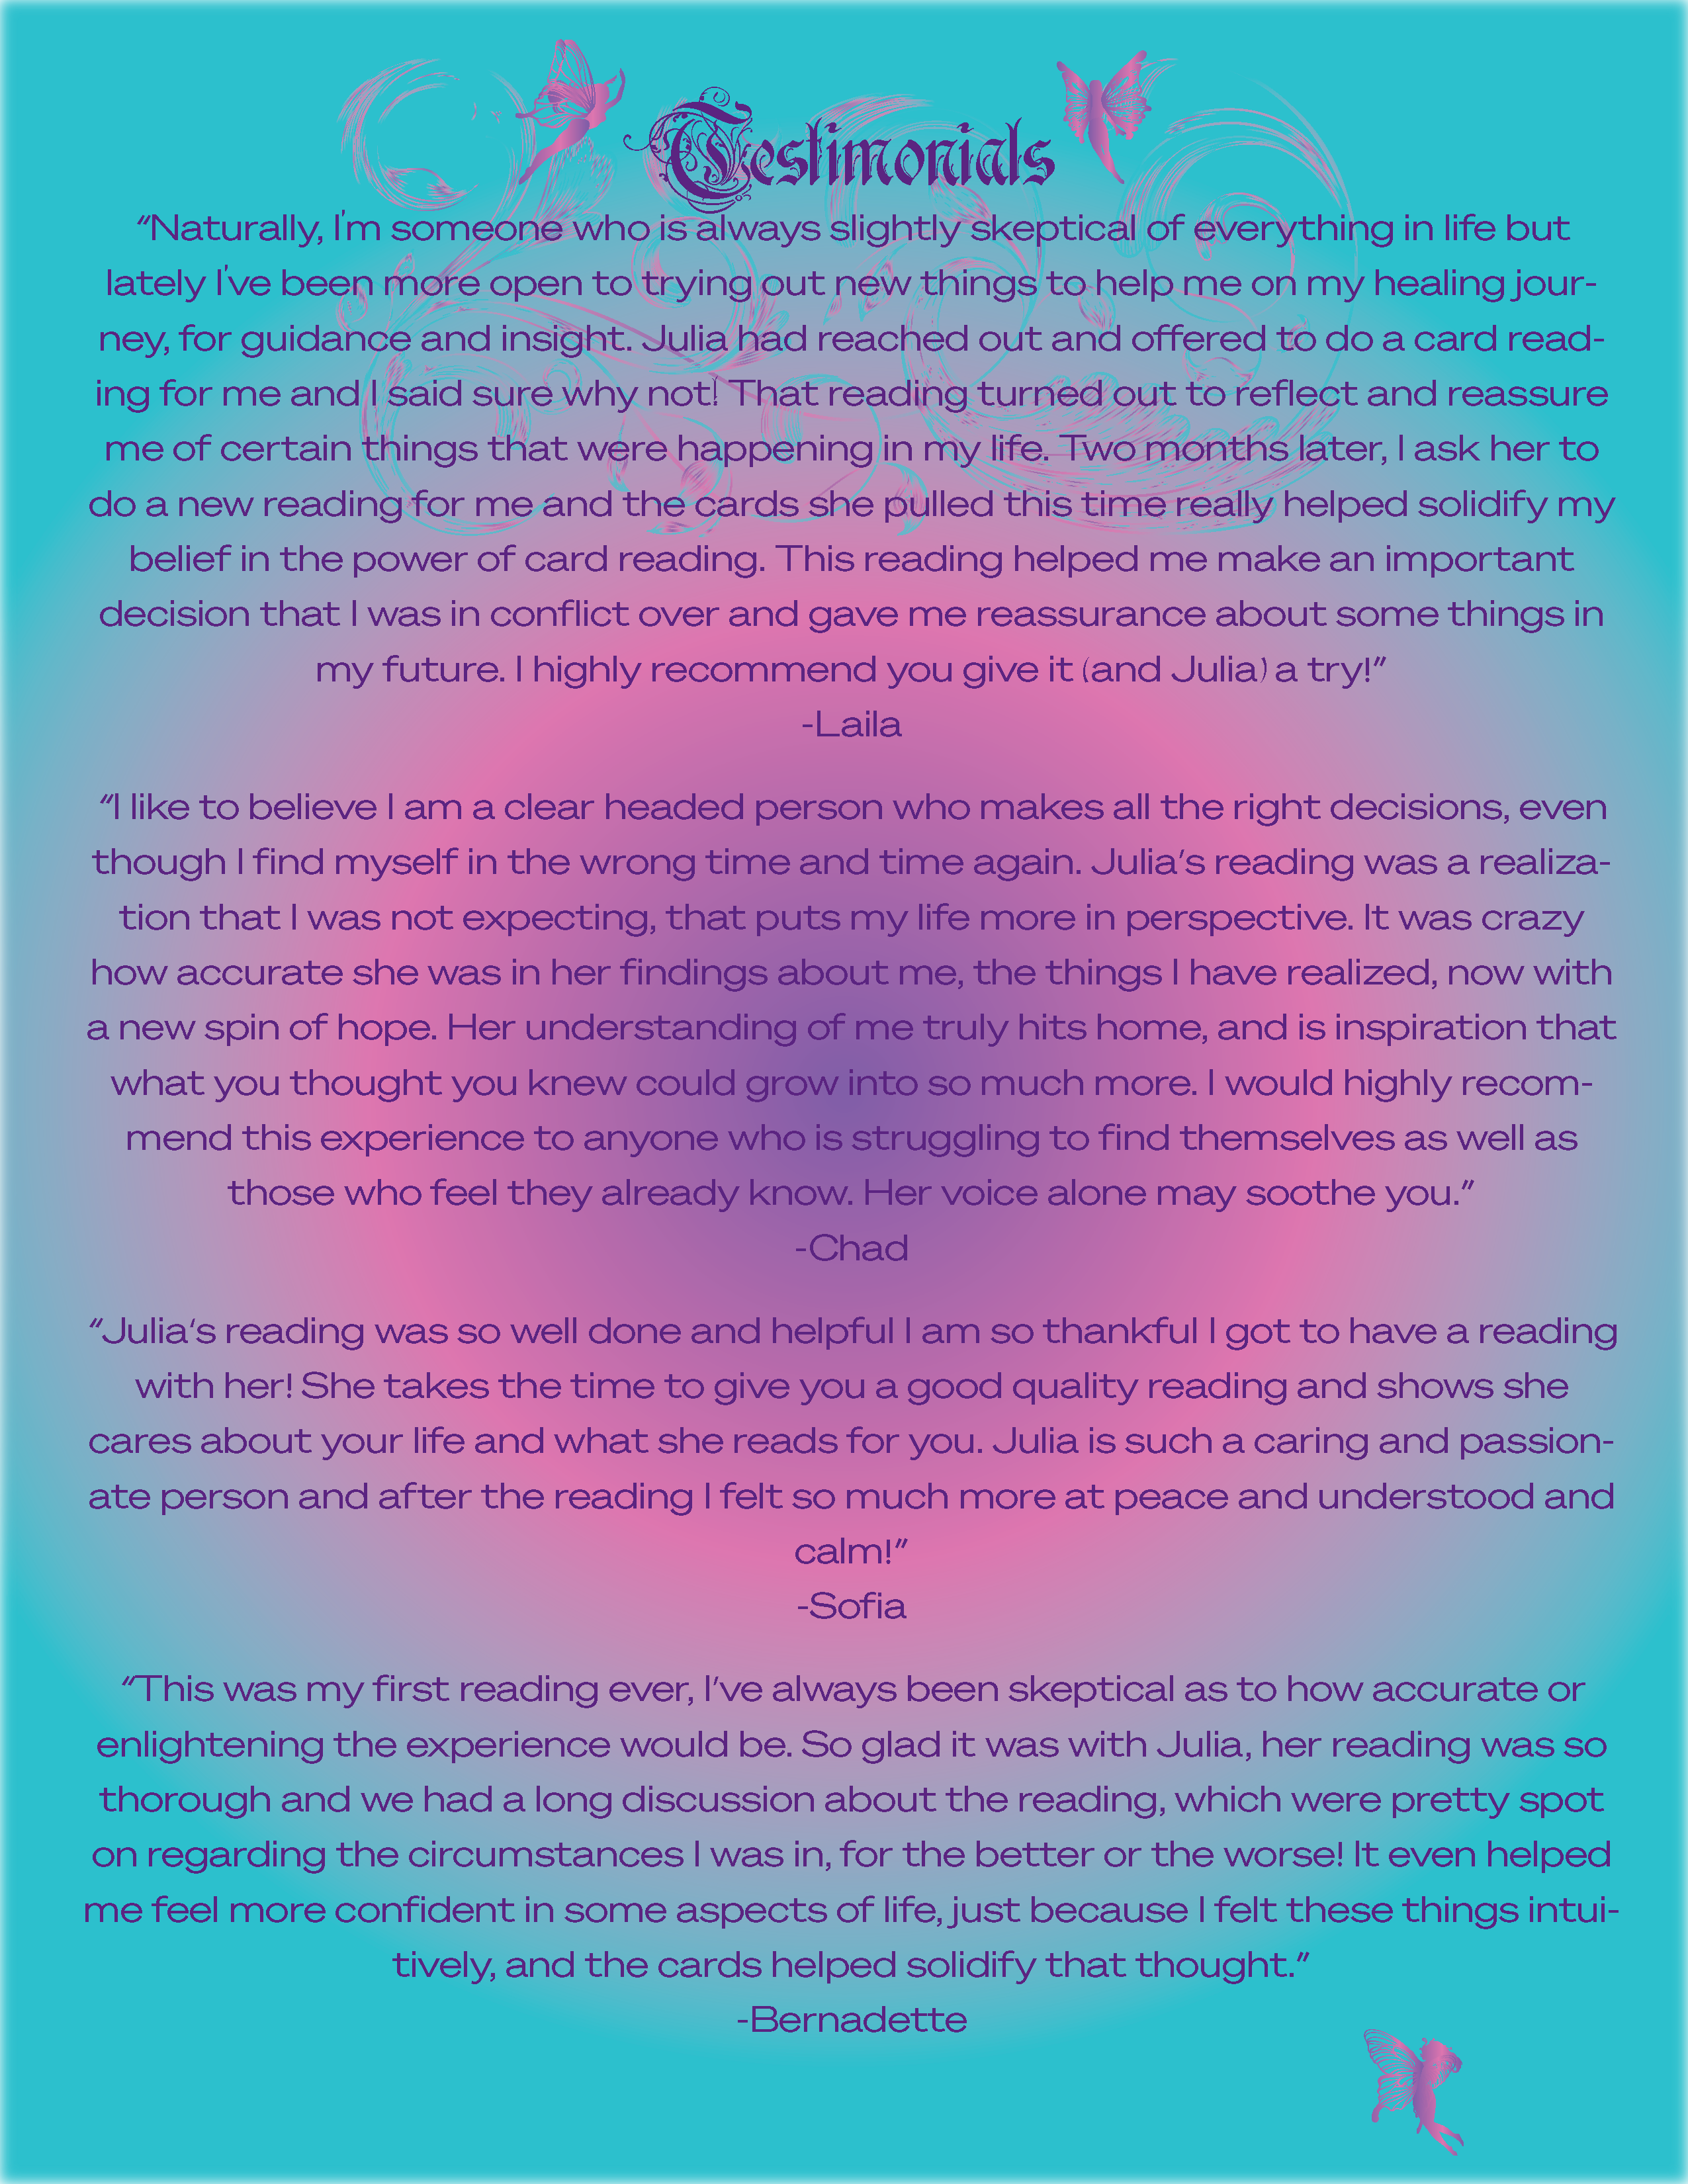 Testimonials
"Naturally, I'm someone who is always slightly skeptical of everything in life but
lately I've been more open to trying out new things to help me on my healing jour-
ney, for guidance and insight. Julia had reached out and offered to do a card read-
ing for me and I said sure why not! That reading turned out to reflect and reassure
me of certain things that were happening in my life. Two months later, I ask her to
do a new reading for me and the cards she pulled this time really helped solidify my
belief in the power of card reading. This reading helped me make an important
decision that I was in conflict over and gave me reassurance about some things in
my future. I highly recommend you give it (and Julia) a try!"
-Laila
"I like to believe I am a clear headed person who makes all the right decisions, even
though I find myself in the wrong time and time again. Julia's reading was a realiza-
tion that I was not expecting, that puts my life more in perspective. It was crazy
how accurate she was in her findings about me, the things I have realized, now with
a new spin of hope. Her understanding of me truly hits home, and is inspiration that
what you thought you knew could grow into so much more. I would highly recom-
mend this experience to anyone who is struggling to find themselves as well as
those who feel they already know. Her voice alone may soothe you."
-Chad
"Julia‘s reading was so well done and helpful I am so thankful I got to have a reading
with her! She takes the time to give you a good quality reading and shows she
cares about your life and what she reads for you. Julia is such a caring and passion-
ate person and after the reading I felt so much more at peace and understood and
calm!"
-Sofia
"This was my first reading ever, I've always been skeptical as to how accurate or
enlightening the experience would be. So glad it was with Julia, her reading was so
thorough and we had a long discussion about the reading, which were pretty spot
on regarding the circumstances I was in, for the better or the worse! It even helped
me feel more confident in some aspects of life, just because I felt these things intui-
tively, and the cards helped solidify that thought."
-Bernadette